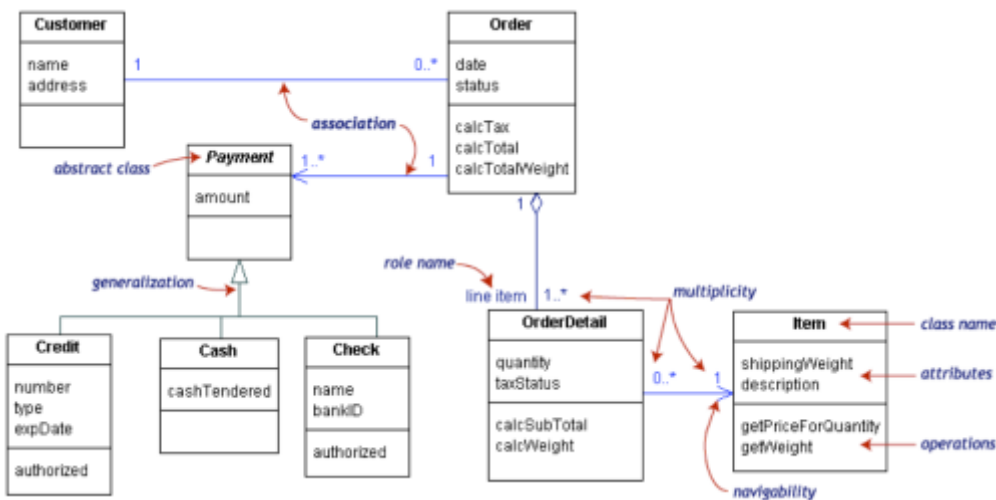 Customer
name
address
1
0..*
Order
date
status
calcTax
calcTotal
calcTotalWeight
association
abstract class
Payment
amount
1..*
1
generalization
1
role name
line item
1..*
multiplicity
Credit
number
type
expDate
authorized
Cash
cashTendered
Check
name
bankID
authorized
OrderDetail
quantity
taxStatus
calcSubTotal
calcWeight
0..*
1
Item
shippingWeight
description
getPriceForQuantity
getWeight
class name
attributes
operations
navigability